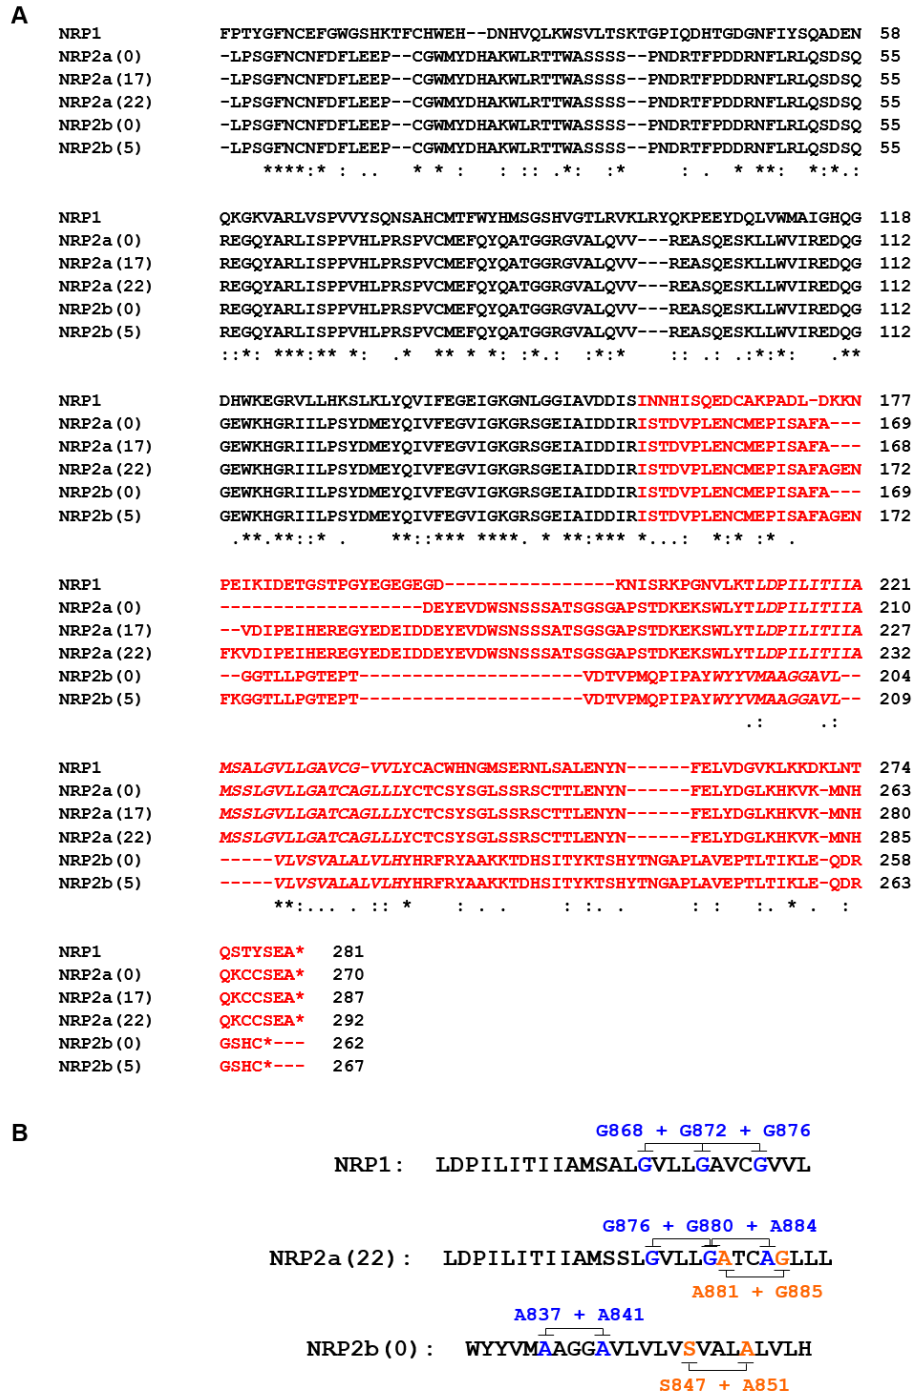 A
NRP1 FPTYGFNCEFGWGSHKTFCHWEH--DNHVQLKWSVLTSKTGPIQDHTGDGNFIYSQADEN 58
NRP2a(0) -LPSGFNCNFDFLEEP--CGWMYDHAKWLRTTWASSSS--PNDRTFPDDRNFLRLQSDSQ 55
NRP2a(17) -LPSGFNCNFDFLEEP--CGWMYDHAKWLRTTWASSSS--PNDRTFPDDRNFLRLQSDSQ 55
NRP2a(22) -LPSGFNCNFDFLEEP--CGWMYDHAKWLRTTWASSSS--PNDRTFPDDRNFLRLQSDSQ 55
NRP2b(0) -LPSGFNCNFDFLEEP--CGWMYDHAKWLRTTWASSSS--PNDRTFPDDRNFLRLQSDSQ 55
NRP2b(5) -LPSGFNCNFDFLEEP--CGWMYDHAKWLRTTWASSSS--PNDRTFPDDRNFLRLQSDSQ 55
****:* : .. * * : : :: .*: :* : . * **: *:*.:
NRP1 QKGKVARLVSPVVYSQNSAHCMTFWYHMSGSHVGTLRVKLRYQKPEEYDQLVWMAIGHQG 118
NRP2a(0) REGQYARLISPPVHLPRSPVCMEFQYQATGGRGVALQVV---REASQESKLLWVIREDQG 112
NRP2a(17) REGQYARLISPPVHLPRSPVCMEFQYQATGGRGVALQVV---REASQESKLLWVIREDQG 112
NRP2a(22) REGQYARLISPPVHLPRSPVCMEFQYQATGGRGVALQVV---REASQESKLLWVIREDQG 112
NRP2b(0) REGQYARLISPPVHLPRSPVCMEFQYQATGGRGVALQVV---REASQESKLLWVIREDQG 112
NRP2b(5) REGQYARLISPPVHLPRSPVCMEFQYQATGGRGVALQVV---REASQESKLLWVIREDQG 112
::*: ***:** *: .* ** * *: :*.: :*:* :: .: .:*:*: .**
NRP1 DHWKEGRVLLHKSLKLYQVIFEGEIGKGNLGGIAVDDISINNHISQEDCAKPADL-DKKN 177
NRP2a(0) GEWKHGRIILPSYDMEYQIVFEGVIGKGRSGEIAIDDIRISTDVPLENCMEPISAFA--- 169
NRP2a(17) GEWKHGRIILPSYDMEYQIVFEGVIGKGRSGEIAIDDIRISTDVPLENCMEPISAFA--- 168
NRP2a(22) GEWKHGRIILPSYDMEYQIVFEGVIGKGRSGEIAIDDIRISTDVPLENCMEPISAFAGEN 172
NRP2b(0) GEWKHGRIILPSYDMEYQIVFEGVIGKGRSGEIAIDDIRISTDVPLENCMEPISAFA--- 169
NRP2b(5) GEWKHGRIILPSYDMEYQIVFEGVIGKGRSGEIAIDDIRISTDVPLENCMEPISAFAGEN 172
.**.**::* . **::*** ****. * **:*** *...: *:* :* .
NRP1 PEIKIDETGSTPGYEGEGEGD----------------KNISRKPGNVLKTLDPILITIIA 221
NRP2a(0) -------------------DEYEVDWSNSSSATSGSGAPSTDKEKSWLYTLDPILITIIA 210
NRP2a(17) --VDIPEIHEREGYEDEIDDEYEVDWSNSSSATSGSGAPSTDKEKSWLYTLDPILITIIA 227
NRP2a(22) FKVDIPEIHEREGYEDEIDDEYEVDWSNSSSATSGSGAPSTDKEKSWLYTLDPILITIIA 232
NRP2b(0) --GGTLLPGTEPT---------------------VDTVPMQPIPAYWYYVMAAGGAVL-- 204
NRP2b(5) FKGGTLLPGTEPT---------------------VDTVPMQPIPAYWYYVMAAGGAVL-- 209
.: .:
NRP1 MSALGVLLGAVCG-VVLYCACWHNGMSERNLSALENYN------FELVDGVKLKKDKLNT 274
NRP2a(0) MSSLGVLLGATCAGLLLYCTCSYSGLSSRSCTTLENYN------FELYDGLKHKVK-MNH 263
NRP2a(17) MSSLGVLLGATCAGLLLYCTCSYSGLSSRSCTTLENYN------FELYDGLKHKVK-MNH 280
NRP2a(22) MSSLGVLLGATCAGLLLYCTCSYSGLSSRSCTTLENYN------FELYDGLKHKVK-MNH 285
NRP2b(0) -----VLVSVALALVLHYHRFRYAAKKTDHSITYKTSHYTNGAPLAVEPTLTIKLE-QDR 258
NRP2b(5) -----VLVSVALALVLHYHRFRYAAKKTDHSITYKTSHYTNGAPLAVEPTLTIKLE-QDR 263
**:... . :: * : . . : :. . : : :. * . :
NRP1 QSTYSEA* 281
NRP2a(0) QKCCSEA* 270
NRP2a(17) QKCCSEA* 287
NRP2a(22) QKCCSEA* 292
NRP2b(0) GSHC*--- 262
NRP2b(5) GSHC*--- 267
B
G868 + G872 + G876
NRP1: LDPILITIIAMSALGVLLGAVCGVVL
G876 + G880 + A884
NRP2a(22): LDPILITIIAMSSLGVLLGATCAGLLL
A881 + G885
A837 + A841
NRP2b(0): WYYVMAAGGAVLVLVSVALALVLH
S847 + A851